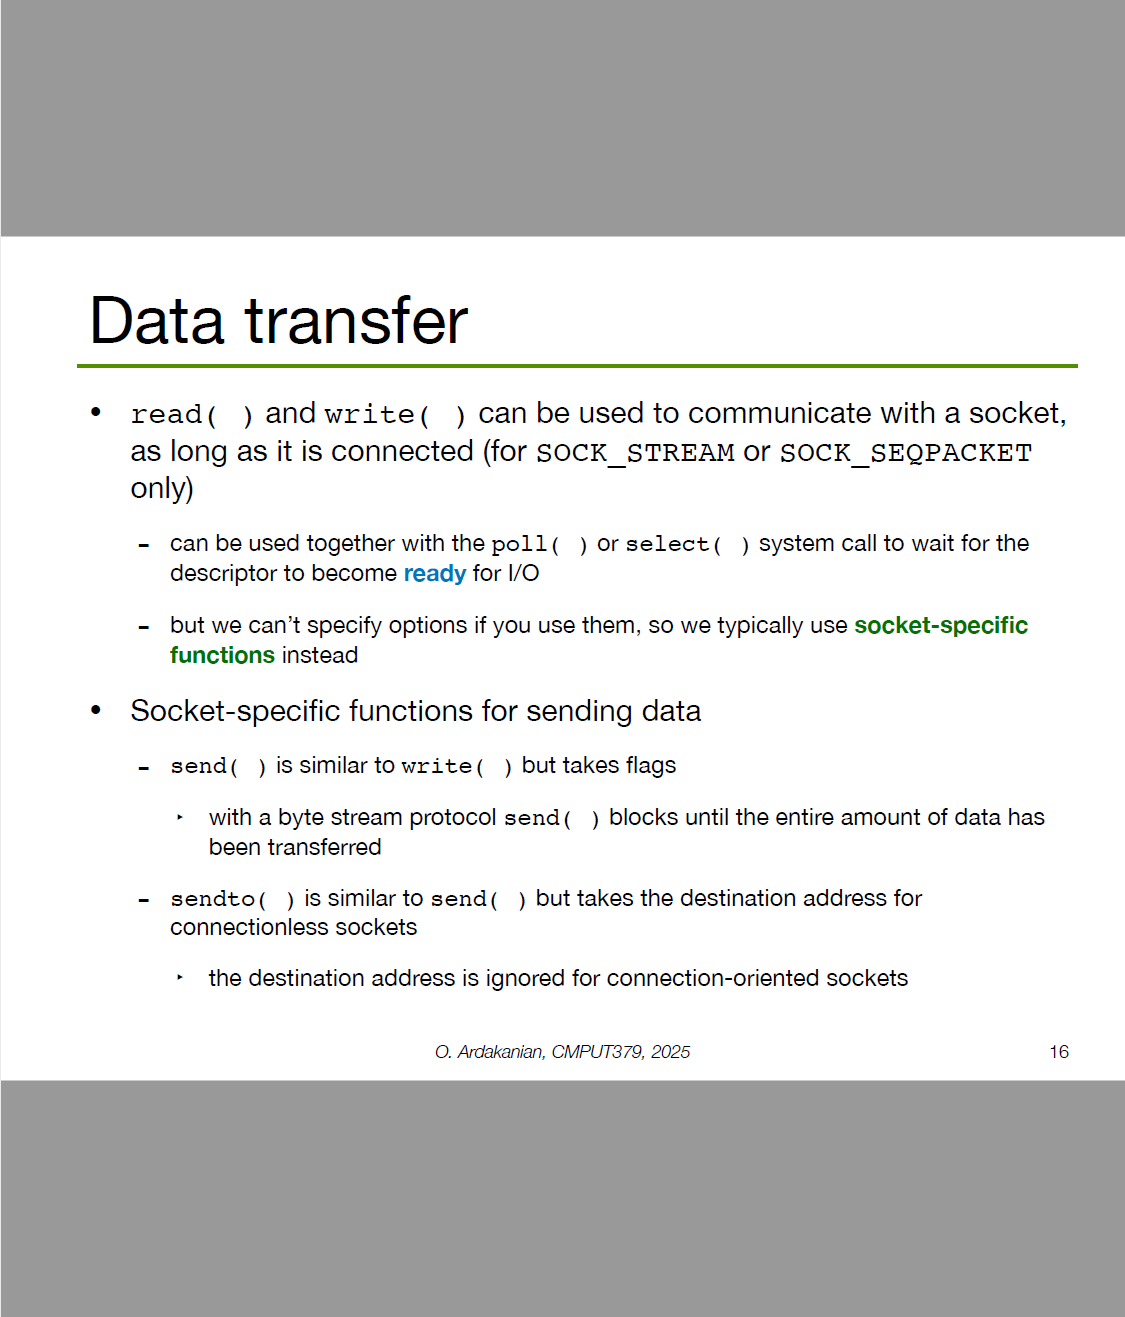 Data transfer
• read( ) and write( ) can be used to communicate with a socket,
as long as it is connected (for SOCK_STREAM or SOCK_SEQPACKET
only)
– can be used together with the poll( ) or select( ) system call to wait for the
descriptor to become ready for I/O
– but we can’t specify options if you use them, so we typically use socket-specific
functions instead
• Socket-specific functions for sending data
– send( ) is similar to write( ) but takes flags
‣ with a byte stream protocol send( ) blocks until the entire amount of data has
been transferred
– sendto( ) is similar to send( ) but takes the destination address for
connectionless sockets
‣ the destination address is ignored for connection-oriented sockets
O. Ardakanian, CMPUT379, 2025 16